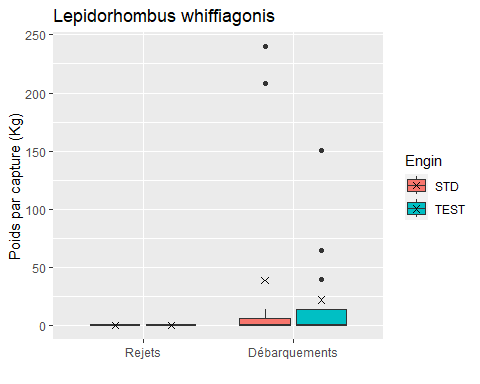 Lepidorhombus whiffiagonis
Poids par capture (Kg)
250
200
150
100
50
0
Rejets
Débarquements
Engin
STD
TEST